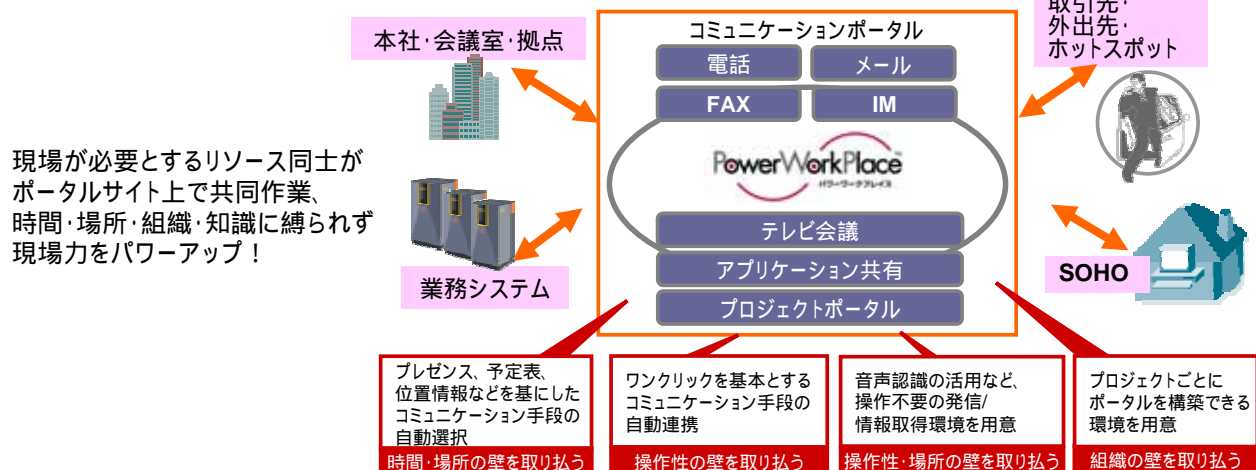 取引先・
外出先・
ホットスポット
本社・会議室・拠点
コミュニケーションポータル
電話
メール
FAX
IM
PowerWorkPlace™
パワーワークプレイス
現場が必要とするリソース同士が
ポータルサイト上で共同作業、
時間・場所・組織・知識に縛られず
現場力をパワーアップ！
テレビ会議
アプリケーション共有
プロジェクトポータル
業務システム
SOHO
プレゼンス、予定表、
位置情報などを基にした
コミュニケーション手段の
自動選択
時間・場所の壁を取り払う
ワンクリックを基本とする
コミュニケーション手段の
自動連携
操作性の壁を取り払う
音声認識の活用など、
操作不要の発信/
情報取得環境を用意
操作性・場所の壁を取り払う
プロジェクトごとに
ポータルを構築できる
環境を用意
組織の壁を取り払う